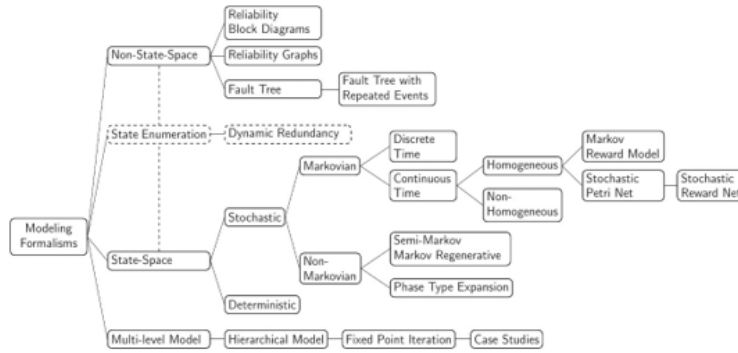 Reliability
Block Diagrams
Non-State-Space
Reliability Graphs
Fault Tree
Fault Tree with
Repeated Events
State Enumeration
Dynamic Redundancy
Discrete
Time
Markovian
Continuous
Time
Homogeneous
Markov
Reward Model
Stochastic
Petri Net
Stochastic
Reward Net
Non-
Homogeneous
Stochastic
Modeling
Formalisms
State-Space
Non-
Markovian
Semi-Markov
Markov Regenerative
Phase Type Expansion
Deterministic
Multi-level Model
Hierarchical Model
Fixed Point Iteration
Case Studies